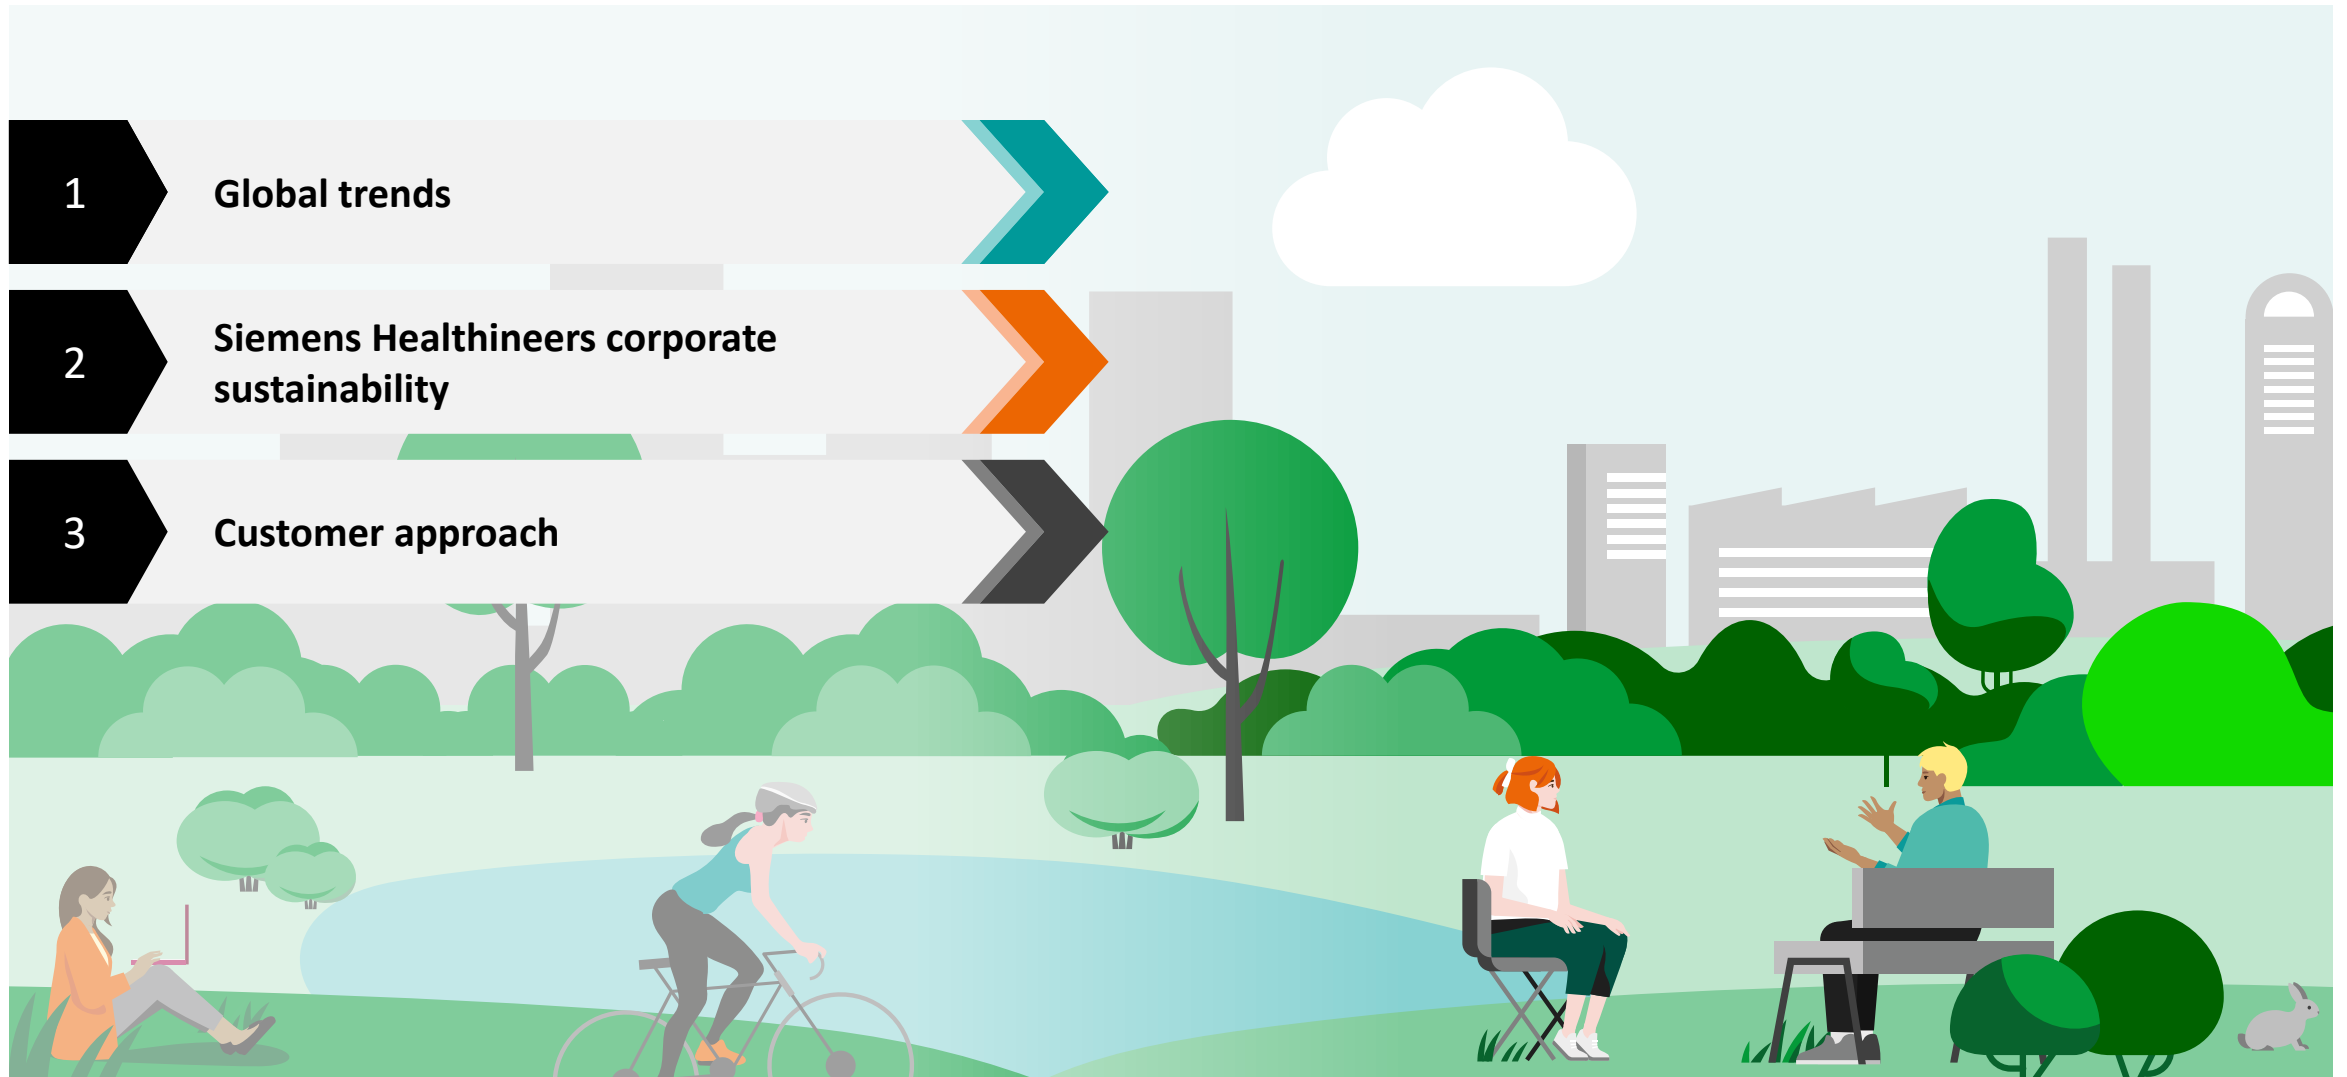 1
Global trends
2
Siemens Healthineers corporate
sustainability
3
Customer approach